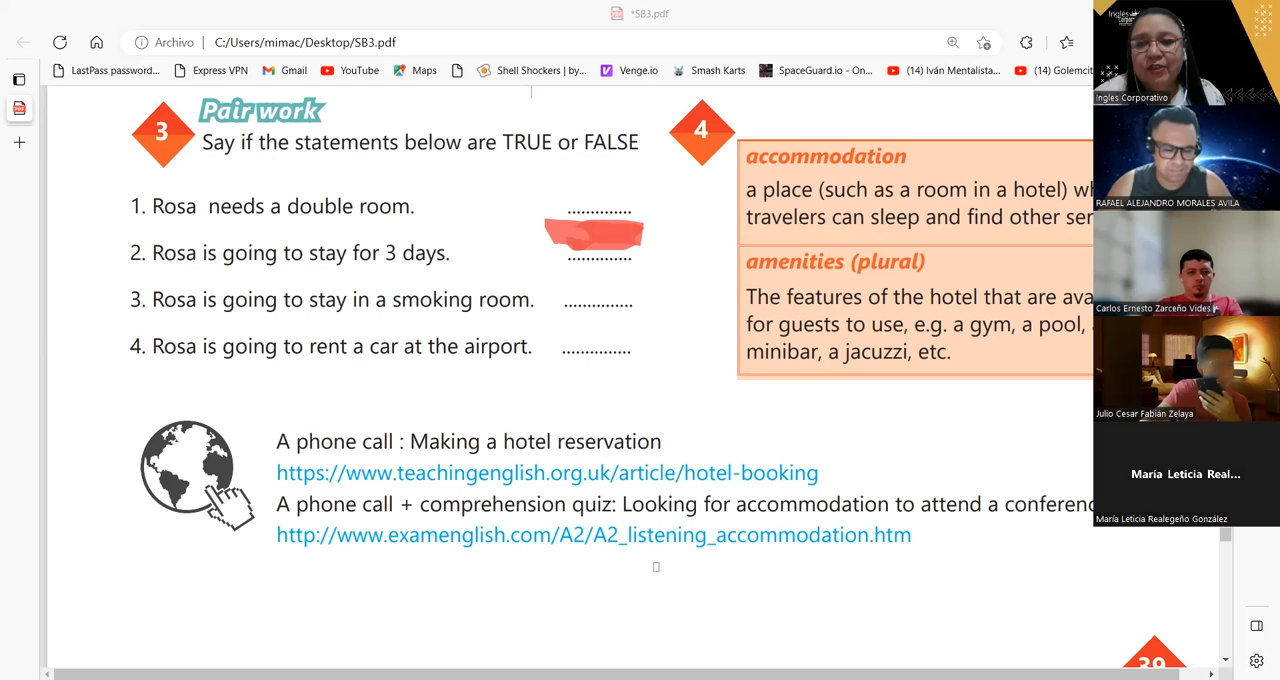 *SB3.pdf
Archivo | C:/Users/mimac/Desktop/SB3.pdf
LastPass password... Express VPN Gmail YouTube Maps Shell Shockers | by... Venge.io Smash Karts SpaceGuard.io - On... (14) Iván Mentalista... (14) Golemcit
3 Pair work
Say if the statements below are TRUE or FALSE
1. Rosa needs a double room. ..............
2. Rosa is going to stay for 3 days. ..............
3. Rosa is going to stay in a smoking room. ...............
4. Rosa is going to rent a car at the airport. ...............
4
accommodation
a place (such as a room in a hotel)
travelers can sleep and find other
amenities (plural)
The features of the hotel that are
for guests to use, e.g. a gym, a pool,
minibar, a jacuzzi, etc.
A phone call : Making a hotel reservation
https://www.teachingenglish.org.uk/article/hotel-booking
A phone call + comprehension quiz: Looking for accommodation to attend a conferenc
http://www.examenglish.com/A2/A2_listening_accommodation.htm
39
Inglés
Corporativo
Ingles Corporativo
RAFAEL ALEJANDRO MORALES AVILA
Carlos Ernesto Zarceño Vides
Julio Cesar Fabián Zelaya
María Leticia Real...
María Leticia Realegeño González